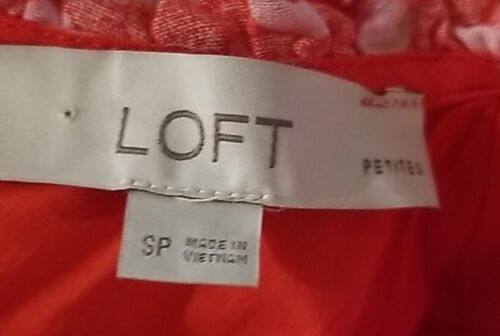 LOFT
PETITES
SP
MADE IN
VIETNAM